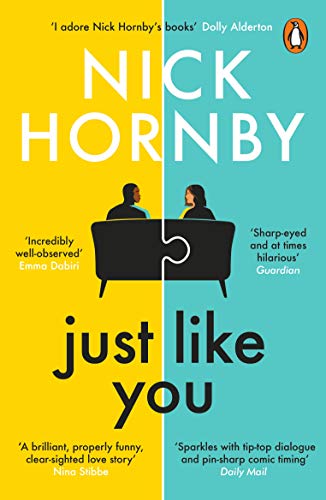 'I adore Nick Hornby's books' Dolly Alderton
NICK
HORNBY
'Incredibly
well-observed'
Emma Dabiri
'Sharp-eyed
and at times
hilarious'
Guardian
just like
you
'A brilliant, properly funny,
clear-sighted love story'
Nina Stibbe
'Sparkles with tip-top dialogue
and pin-sharp comic timing'
Daily Mail